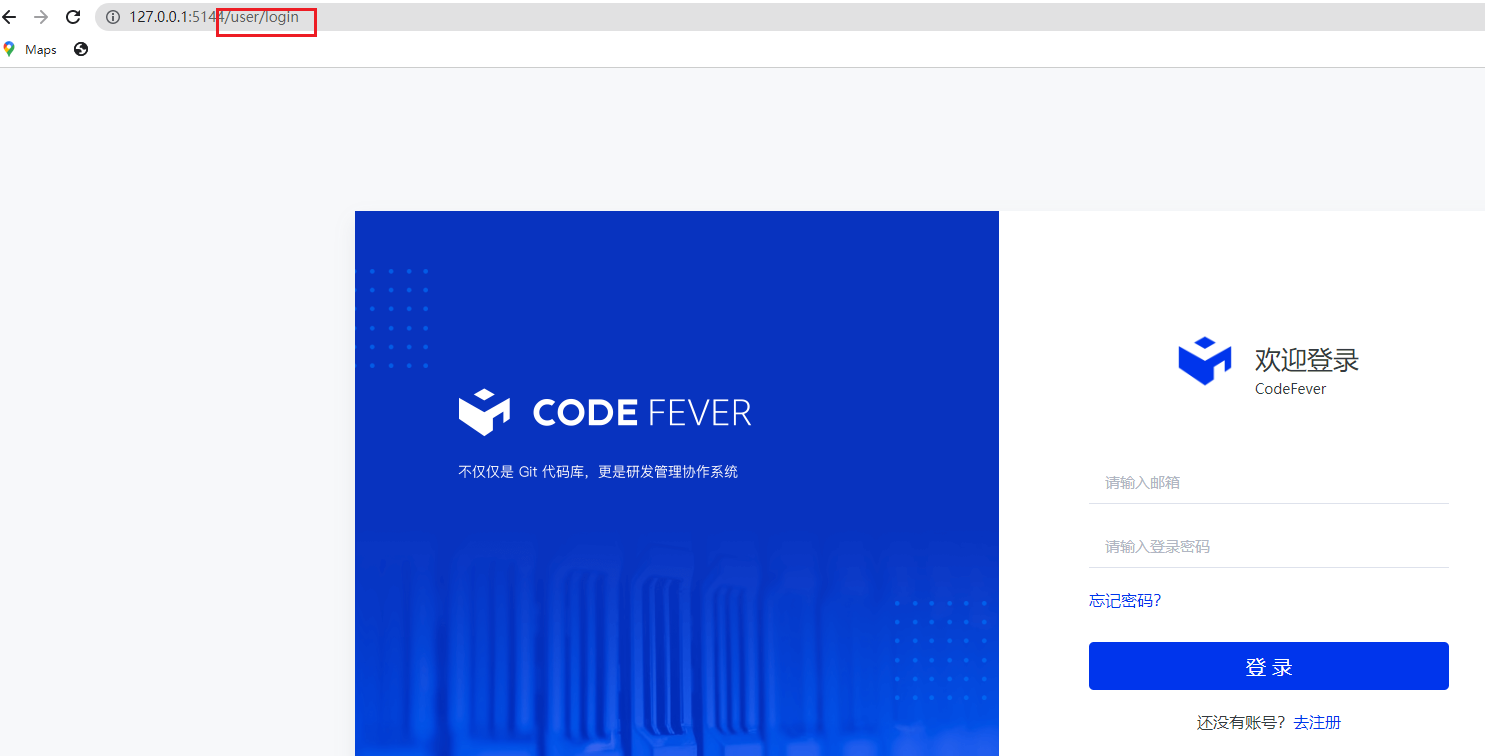 127.0.0.1:5144/user/login
Maps
CODE FEVER
不仅仅是 Git 代码库，更是研发管理协作系统
欢迎登录
CodeFever
请输入邮箱
请输入登录密码
忘记密码？
登 录
还没有账号？去注册